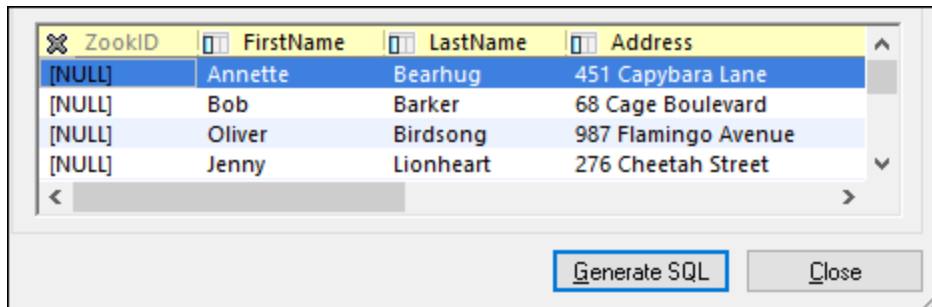 ZookID FirstName LastName Address
[NULL] Annette Bearhug 451 Capybara Lane
[NULL] Bob Barker 68 Cage Boulevard
[NULL] Oliver Birdsong 987 Flamingo Avenue
[NULL] Jenny Lionheart 276 Cheetah Street
Generate SQL Close